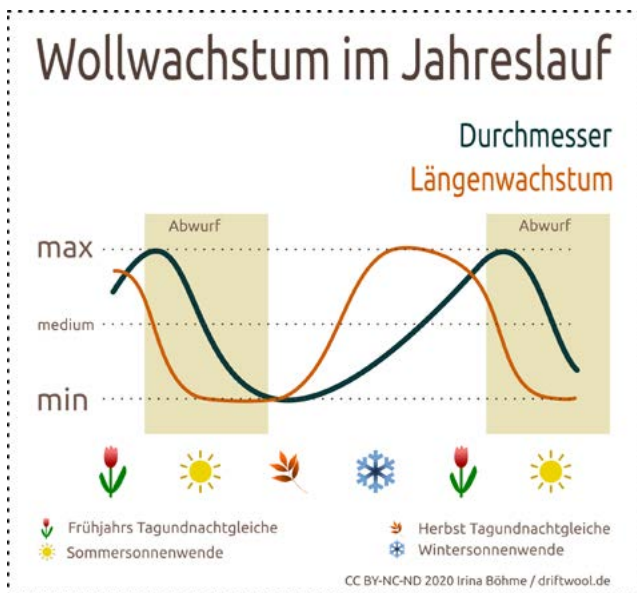 Wollwachstum im Jahreslauf
Durchmesser
Längenwachstum
Abwurf
Abwurf
max
medium
min
Frühjahrs Tagundnachtgleiche
Herbst Tagundnachtgleiche
Sommersonnenwende
Wintersonnenwende
CC BY-NC-ND 2020 Irina Böhme / driftwool.de